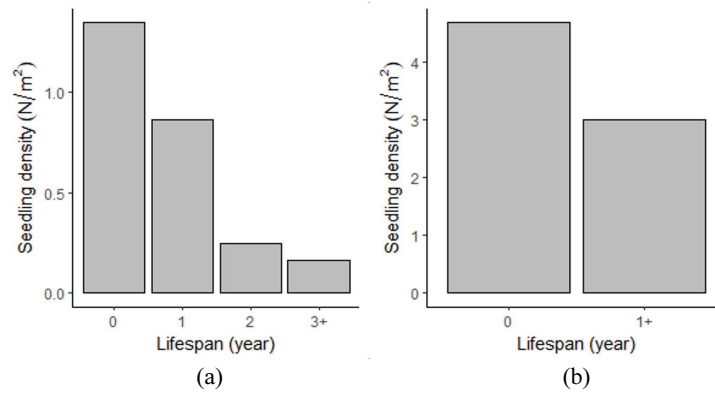 Seedling density (N/m²)
1.0
0.5
0.0
0 1 2 3+
Lifespan (year)
(a)
Seedling density (N/m²)
4
3
2
1
0
0 1+
Lifespan (year)
(b)